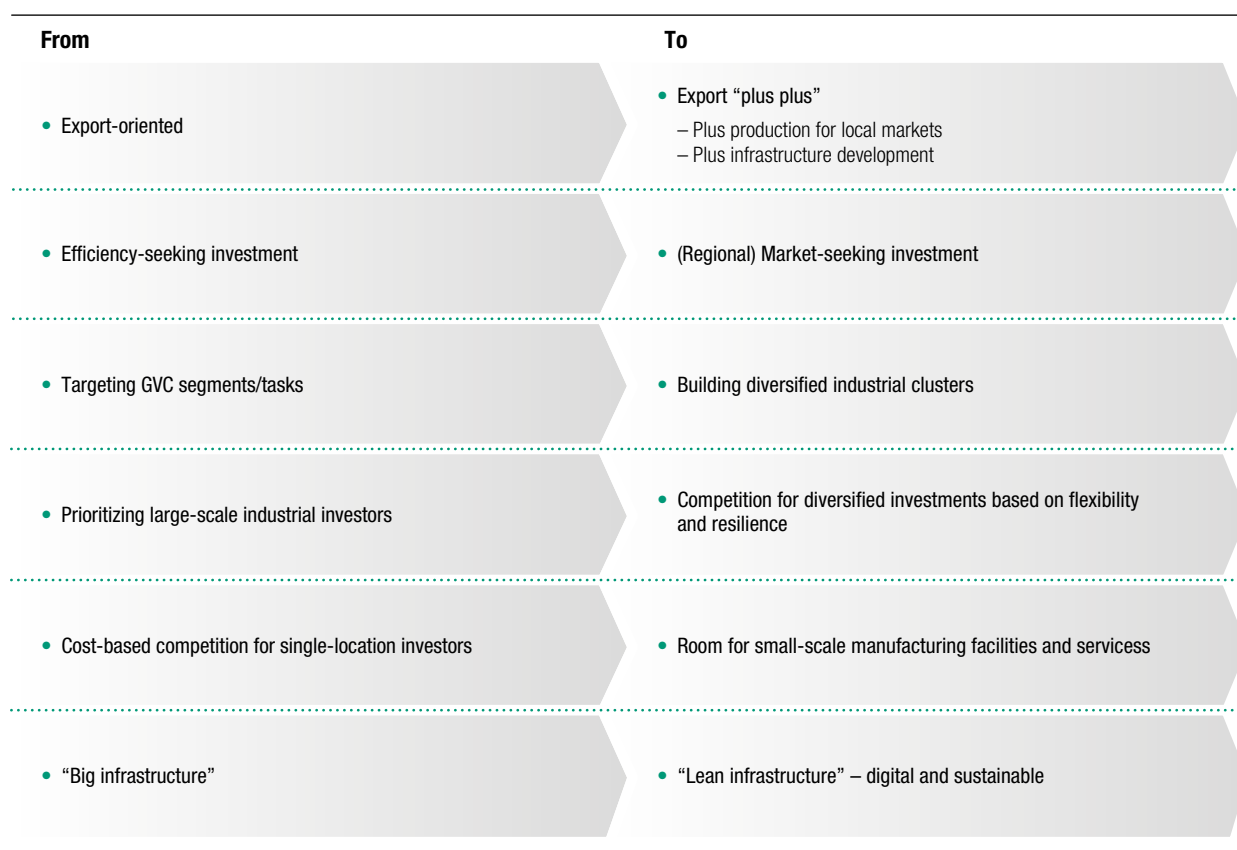 From
To
• Export-oriented
• Export “plus plus”
– Plus production for local markets
– Plus infrastructure development
• Efficiency-seeking investment
• (Regional) Market-seeking investment
• Targeting GVC segments/tasks
• Building diversified industrial clusters
• Prioritizing large-scale industrial investors
• Competition for diversified investments based on flexibility
and resilience
• Cost-based competition for single-location investors
• Room for small-scale manufacturing facilities and servicess
• “Big infrastructure”
• “Lean infrastructure” – digital and sustainable